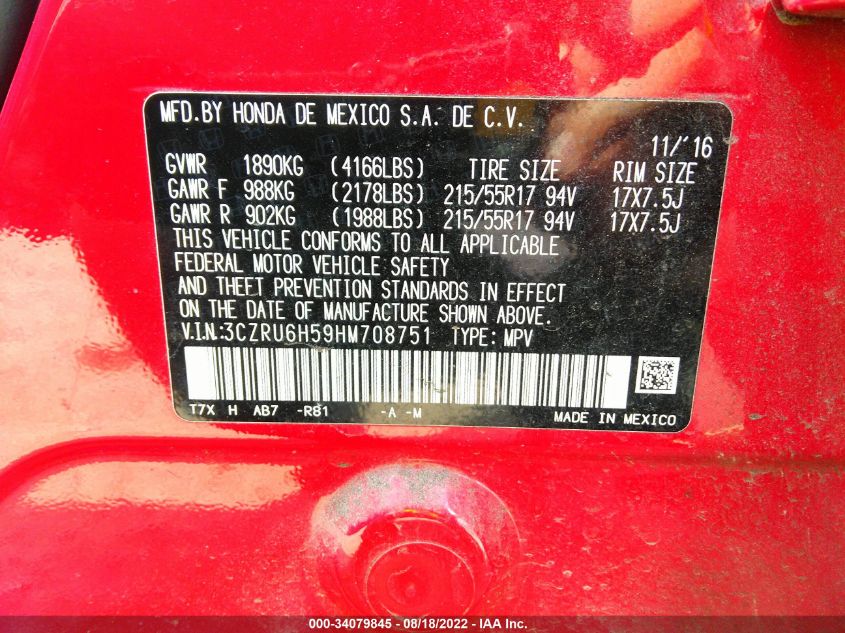 MFD.BY HONDA DE MEXICO S.A. DE C.V.
11/'16
GVWR 1890KG (4166LBS) TIRE SIZE RIM SIZE
GAWR F 988KG (2178LBS) 215/55R17 94V 17X7.5J
GAWR R 902KG (1988LBS) 215/55R17 94V 17X7.5J
THIS VEHICLE CONFORMS TO ALL APPLICABLE
FEDERAL MOTOR VEHICLE SAFETY
AND THEFT PREVENTION STANDARDS IN EFFECT
ON THE DATE OF MANUFACTURE SHOWN ABOVE.
V.I.N:3CZRU6H59HM708751 TYPE: MPV
T7X H AB7 -R81 -A -M MADE IN MEXICO
000-34079845 - 08/18/2022 - IAA Inc.